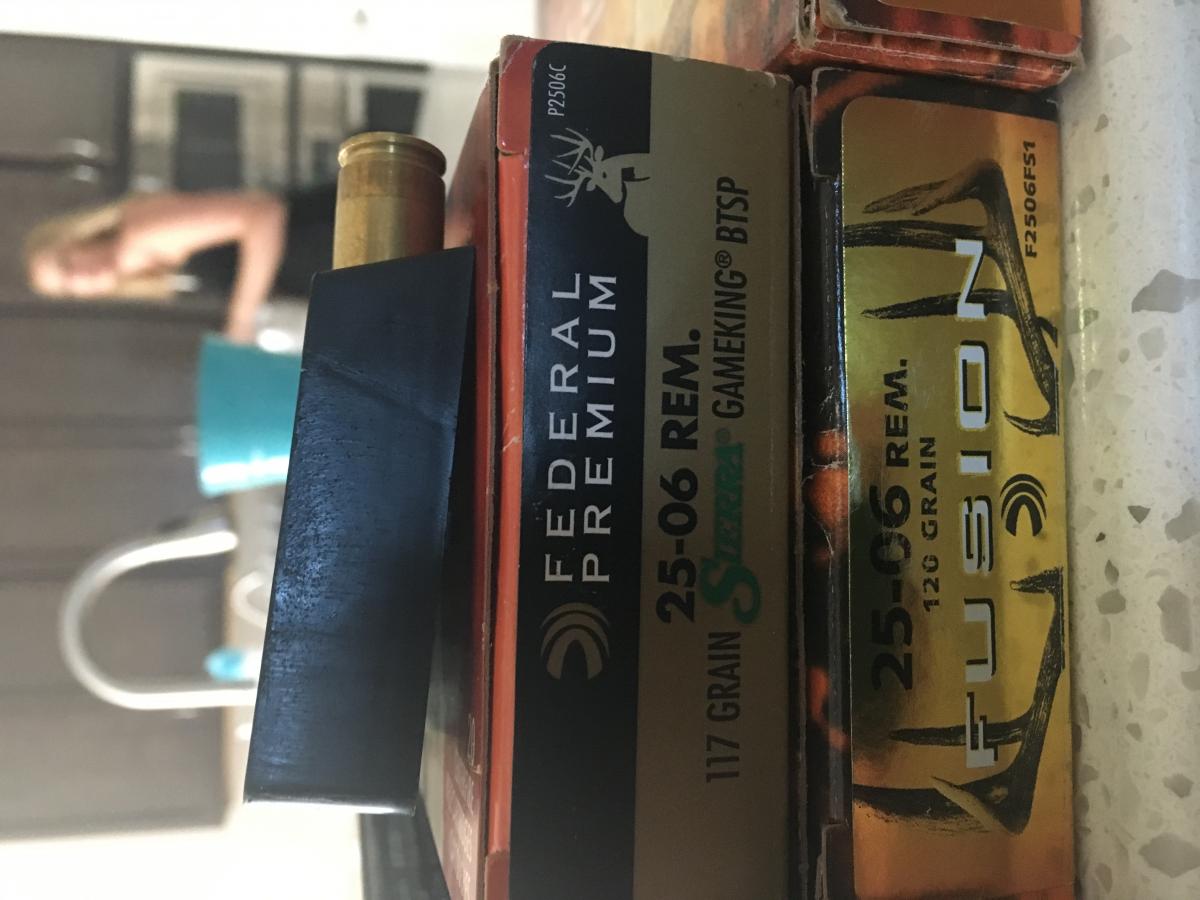 P2506C
FEDERAL
PREMIUM
25-06 REM.
117 GRAIN SIERRA® GAMEKING® BTSP
25-06 REM.
120 GRAIN
FUSION
F2506FS1